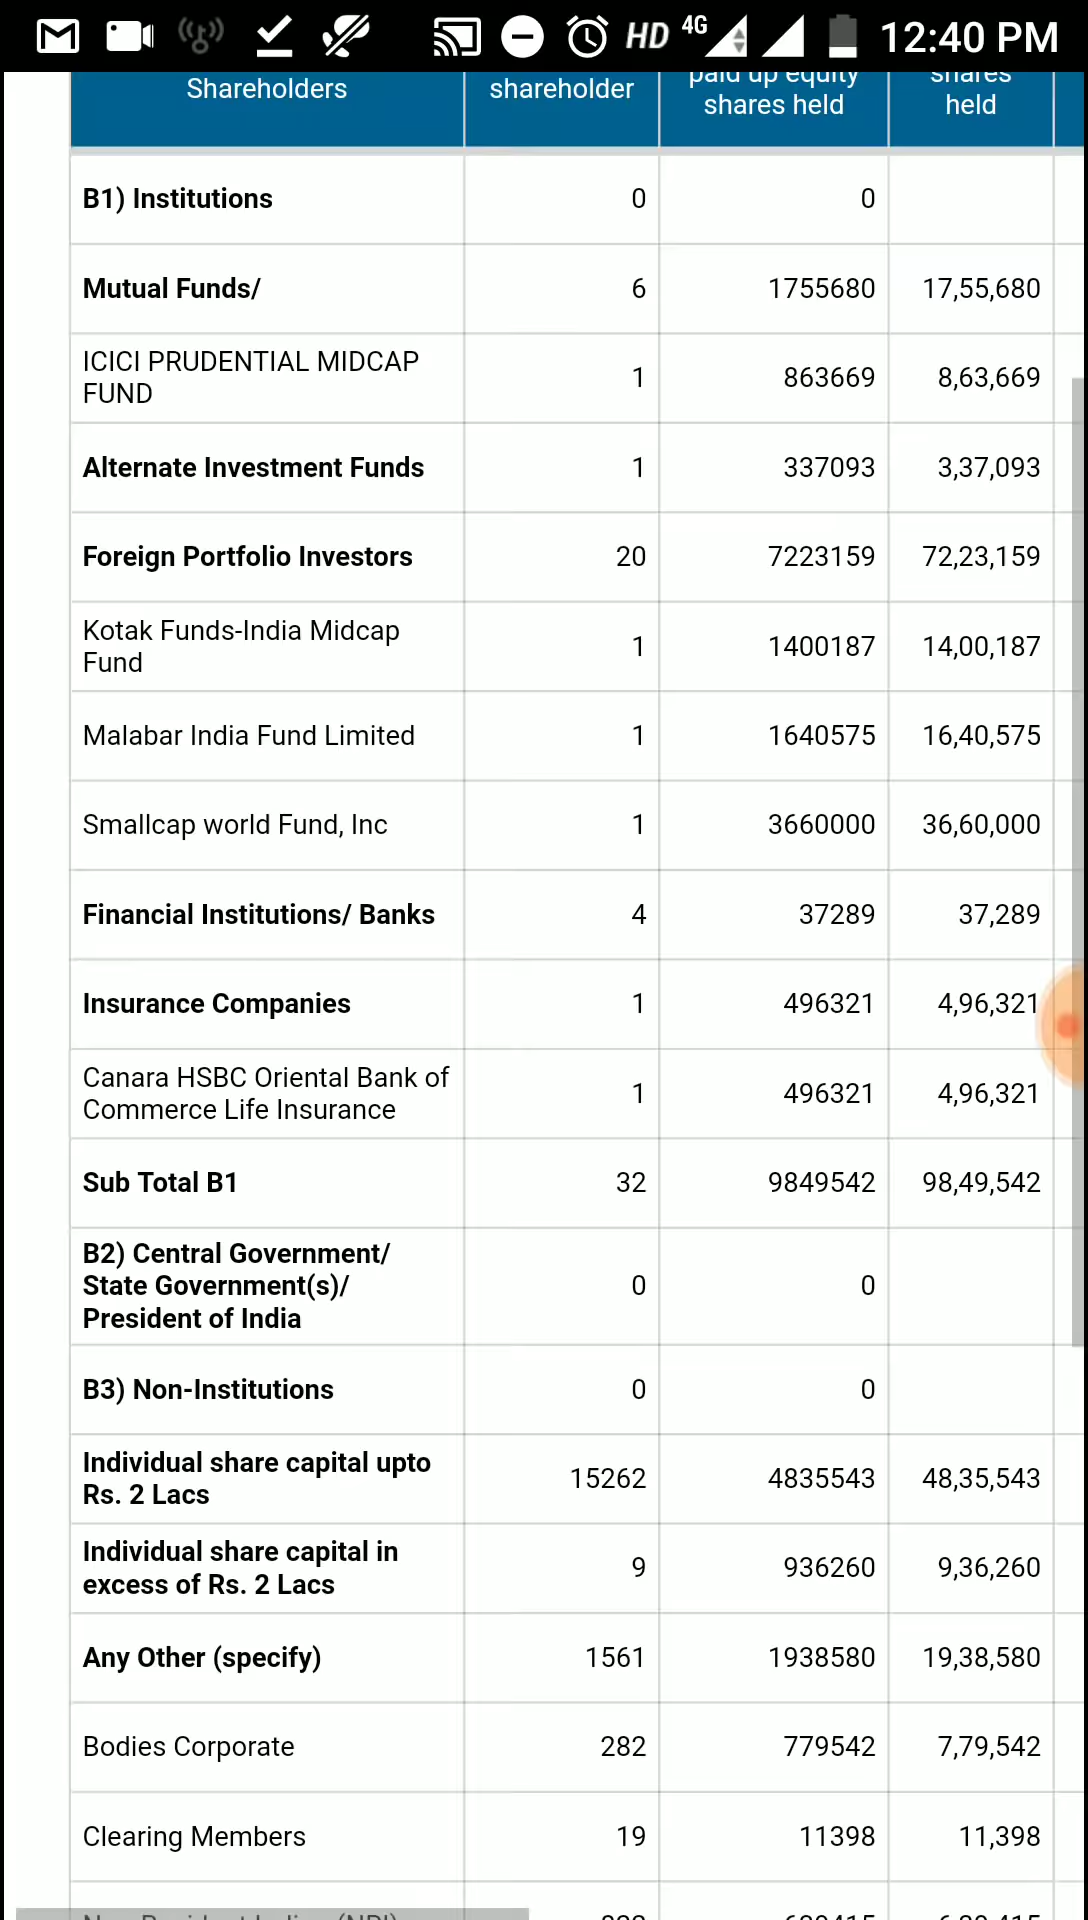 HD 4G 12:40 PM
Shareholders shareholder paid up equity shares held shares held
B1) Institutions 0 0
Mutual Funds/ 6 1755680 17,55,680
ICICI PRUDENTIAL MIDCAP
FUND 1 863669 8,63,669
Alternate Investment Funds 1 337093 3,37,093
Foreign Portfolio Investors 20 7223159 72,23,159
Kotak Funds-India Midcap
Fund 1 1400187 14,00,187
Malabar India Fund Limited 1 1640575 16,40,575
Smallcap world Fund, Inc 1 3660000 36,60,000
Financial Institutions/ Banks 4 37289 37,289
Insurance Companies 1 496321 4,96,321
Canara HSBC Oriental Bank of
Commerce Life Insurance 1 496321 4,96,321
Sub Total B1 32 9849542 98,49,542
B2) Central Government/
State Government(s)/ 0 0
President of India
B3) Non-Institutions 0 0
Individual share capital upto
Rs. 2 Lacs 15262 4835543 48,35,543
Individual share capital in
excess of Rs. 2 Lacs 9 936260 9,36,260
Any Other (specify) 1561 1938580 19,38,580
Bodies Corporate 282 779542 7,79,542
Clearing Members 19 11398 11,398